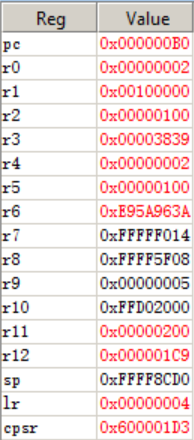 Reg Value
pc 0x000000B0
r0 0x00000002
r1 0x00100000
r2 0x00000100
r3 0x00003839
r4 0x00000002
r5 0x00000100
r6 0xE95A963A
r7 0xFFFFF014
r8 0xFFFF5F08
r9 0x00000005
r10 0xFFD02000
r11 0x00000200
r12 0x000001C9
sp 0xFFFF8CD0
lr 0x00000004
cpsr 0x600001D3